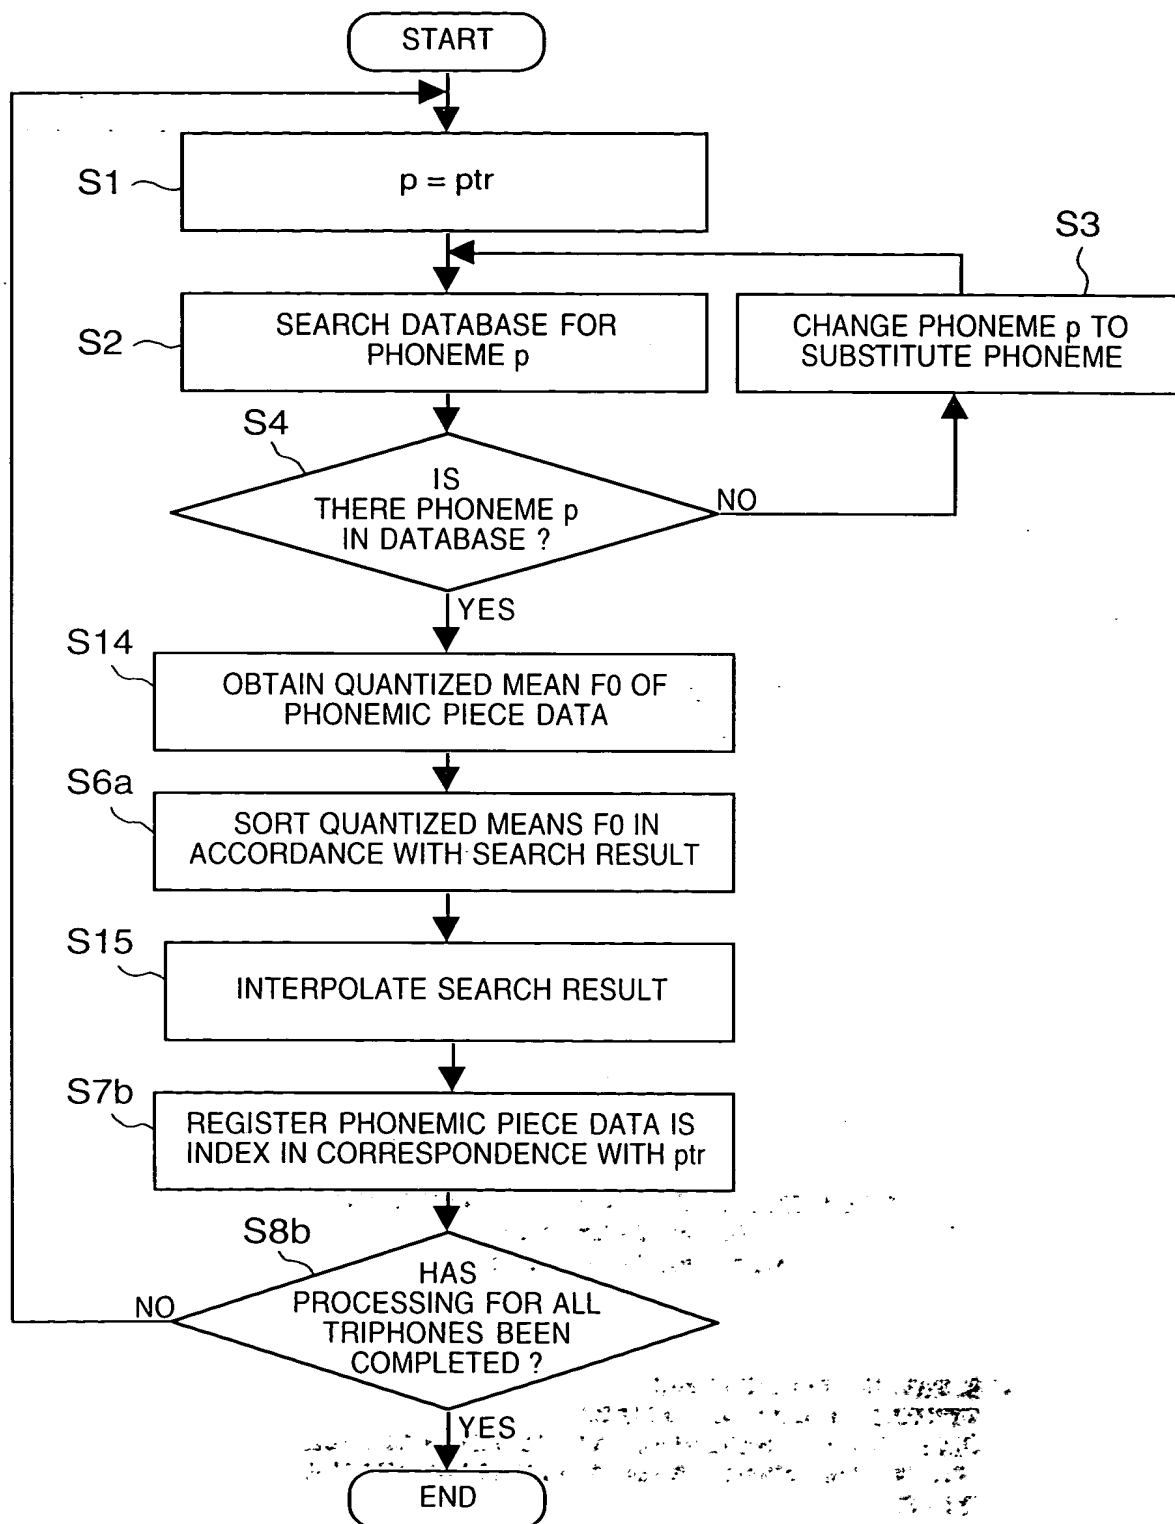 START
S1
p = ptr
S3
S2
SEARCH DATABASE FOR
PHONEME p
CHANGE PHONEME p TO
SUBSTITUTE PHONEME
S4
IS
THERE PHONEME p
IN DATABASE ?
NO
YES
S14
OBTAIN QUANTIZED MEAN F0 OF
PHONEMIC PIECE DATA
S6a
SORT QUANTIZED MEANS F0 IN
ACCORDANCE WITH SEARCH RESULT
S15
INTERPOLATE SEARCH RESULT
S7b
REGISTER PHONEMIC PIECE DATA IS
INDEX IN CORRESPONDENCE WITH ptr
S8b
HAS
PROCESSING FOR ALL
TRIPHONES BEEN
COMPLETED ?
NO
YES
END